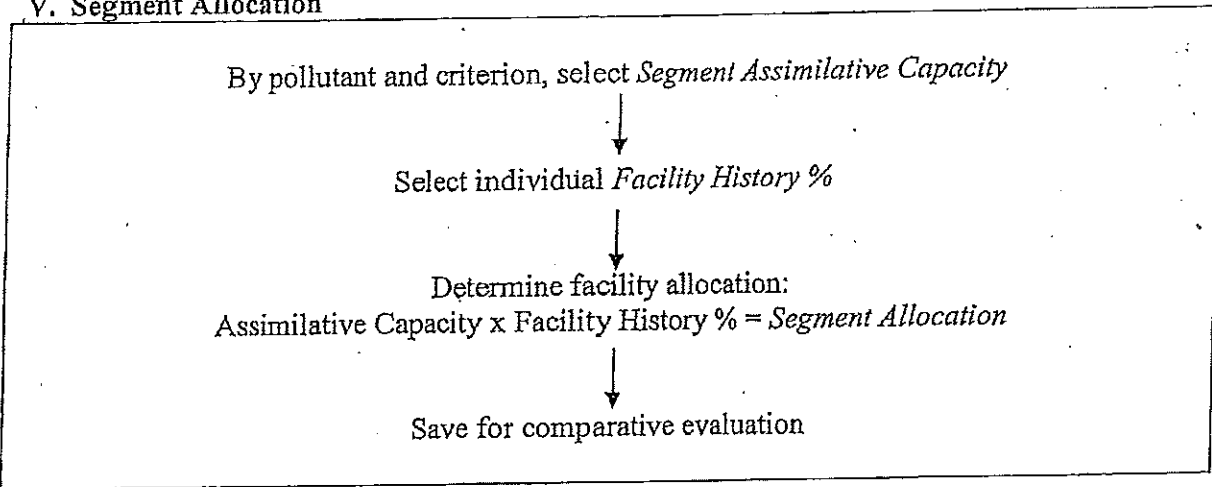 V. Segment Allocation
By pollutant and criterion, select Segment Assimilative Capacity
Select individual Facility History %
Determine facility allocation:
Assimilative Capacity x Facility History % = Segment Allocation
Save for comparative evaluation